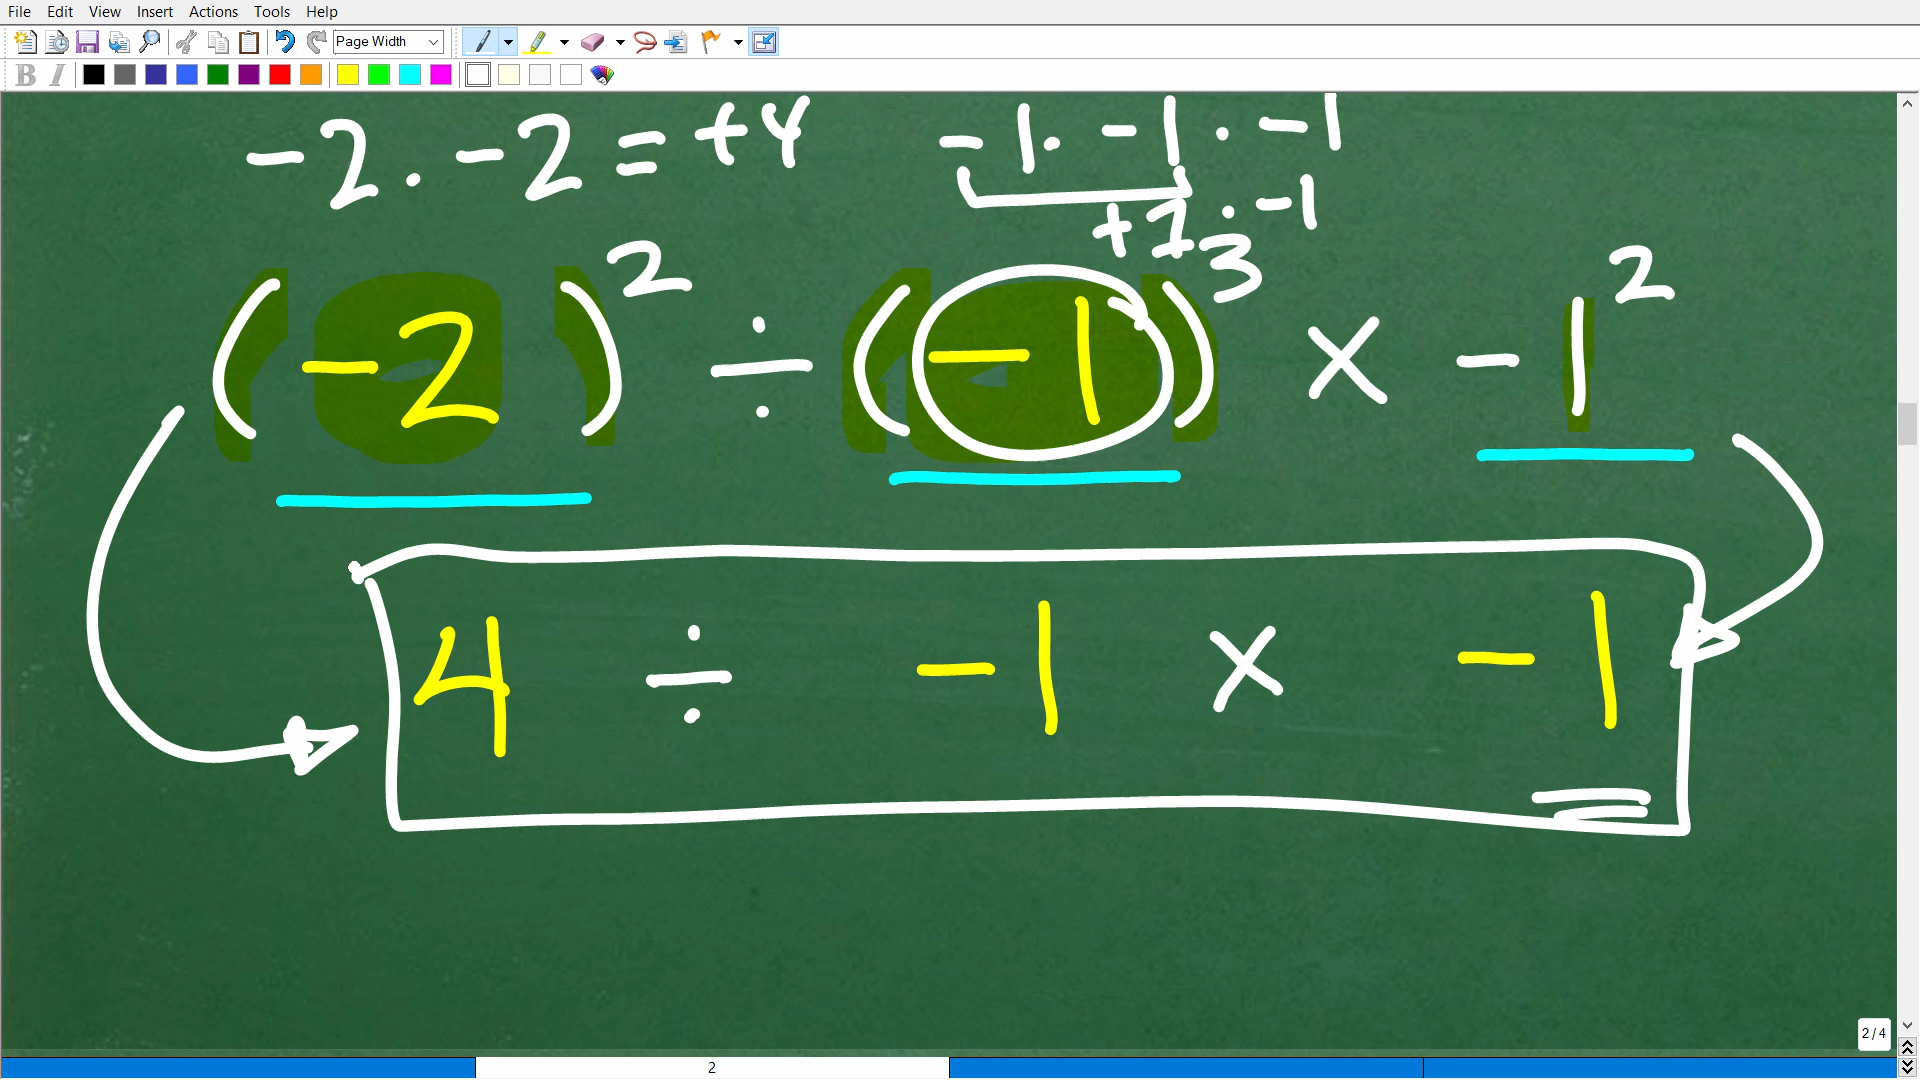 File Edit View Insert Actions Tools Help
Page Width
B I
-2 · -2 = +4 -1 · -1 · -1
+1 · -1
(-2)² ÷ (-1)³ × -1²
4 ÷ -1 × -1
2/4
2